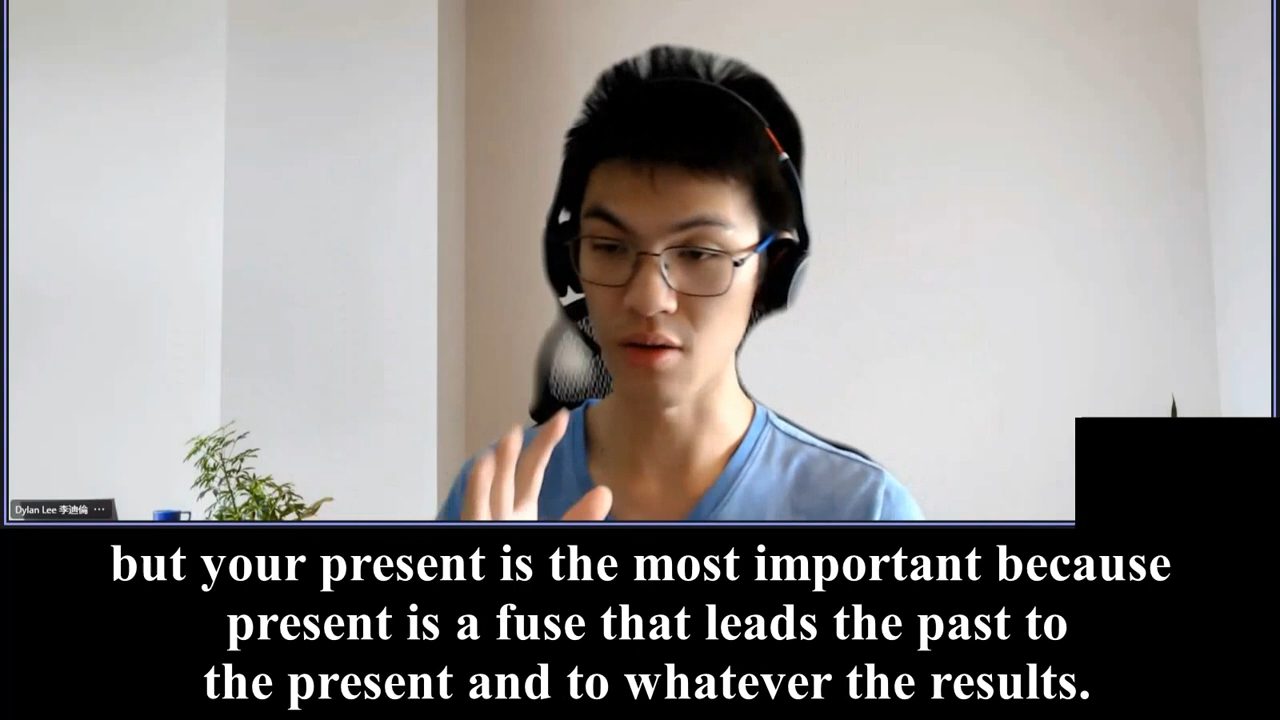 Dylan Lee 李迪倫 ···
but your present is the most important because
present is a fuse that leads the past to
the present and to whatever the results.